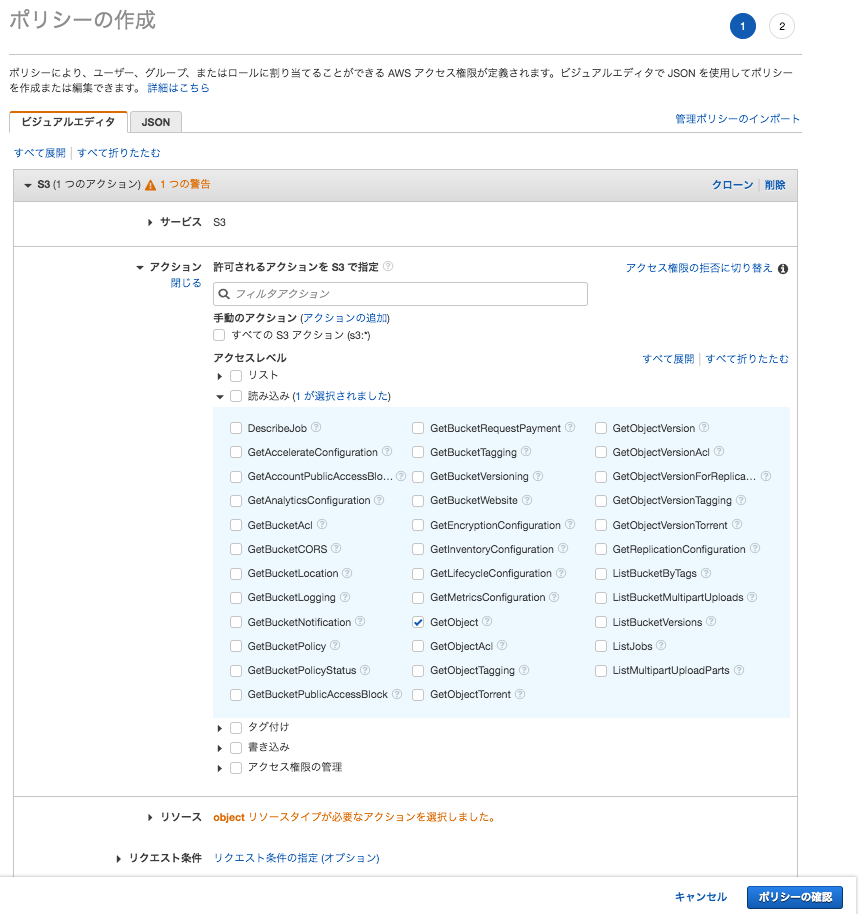 ポリシーの作成
1 2
ポリシーにより、ユーザー、グループ、またはロールに割り当てることができる AWS アクセス権限が定義されます。ビジュアルエディタで JSON を使用してポリシー
を作成または編集できます。 詳細はこちら
ビジュアルエディタ JSON 管理ポリシーのインポート
すべて展開 | すべて折りたたむ
S3 (1 つのアクション) 1 つの警告 クローン | 削除
サービス S3
アクション 許可されるアクションを S3 で指定 アクセス権限の拒否に切り替え
閉じる
フィルタアクション
手動のアクション (アクションの追加)
すべての S3 アクション (s3:*)
アクセスレベル すべて展開 | すべて折りたたむ
リスト
読み込み (1 が選択されました)
DescribeJob GetBucketRequestPayment GetObjectVersion
GetAccelerateConfiguration GetBucketTagging GetObjectVersionAcl
GetAccountPublicAccessBlo... GetBucketVersioning GetObjectVersionForReplica...
GetAnalyticsConfiguration GetBucketWebsite GetObjectVersionTagging
GetBucketAcl GetEncryptionConfiguration GetObjectVersionTorrent
GetBucketCORS GetInventoryConfiguration GetReplicationConfiguration
GetBucketLocation GetLifecycleConfiguration ListBucketByTags
GetBucketLogging GetMetricsConfiguration ListBucketMultipartUploads
GetBucketNotification GetObject ListBucketVersions
GetBucketPolicy GetObjectAcl ListJobs
GetBucketPolicyStatus GetObjectTagging ListMultipartUploadParts
GetBucketPublicAccessBlock GetObjectTorrent
タグ付け
書き込み
アクセス権限の管理
リソース object リソースタイプが必要なアクションを選択しました。
リクエスト条件 リクエスト条件の指定 (オプション)
キャンセル ポリシーの確認